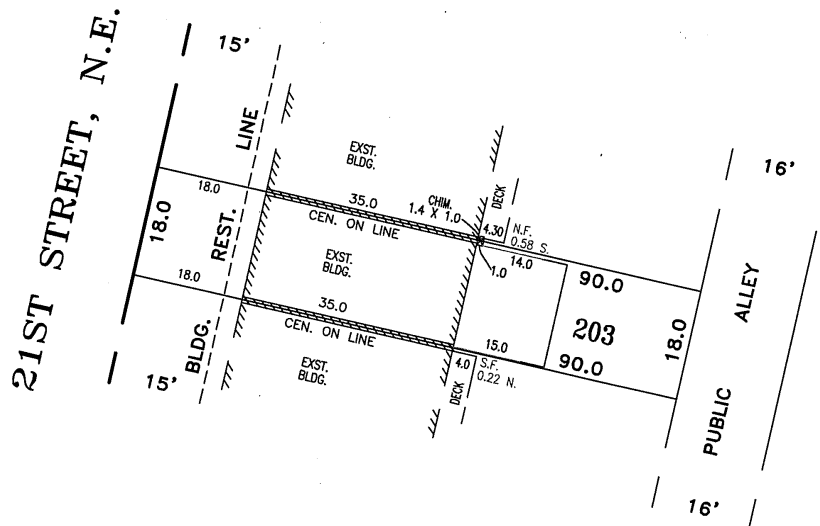 21ST STREET, N.E.
15'
BLDG. REST. LINE
EXST.
BLDG.
18.0
35.0
CEN. ON LINE
CHIM.
1.4 X 1.0
DECK
4.30
N.F.
0.58 S.
16'
18.0
EXST.
BLDG.
14.0
1.0
90.0
203
18.0
PUBLIC ALLEY
18.0
35.0
CEN. ON LINE
15.0
90.0
4.0
S.F.
0.22 N.
DECK
EXST.
BLDG.
15'
16'